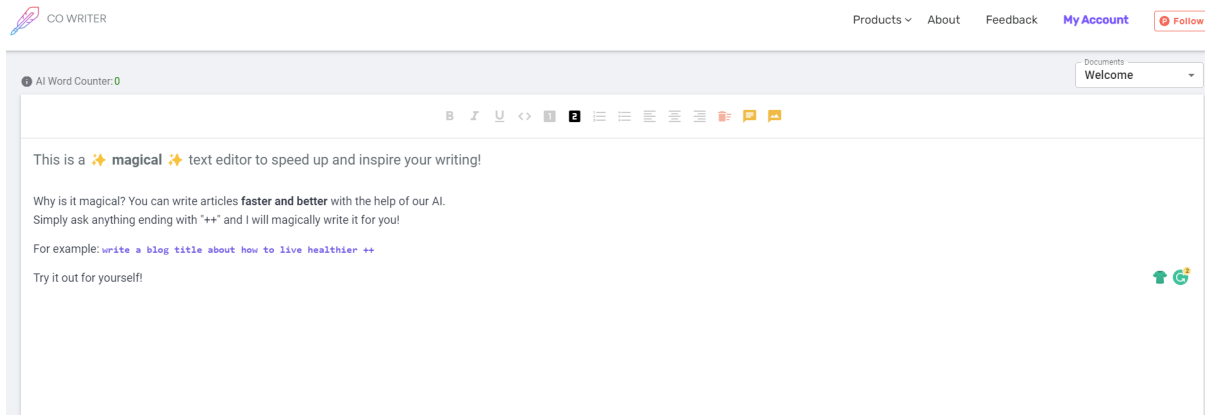 CO WRITER
Products
About
Feedback
My Account
Follow
AI Word Counter: 0
Documents
Welcome
This is a ✨ magical ✨ text editor to speed up and inspire your writing!
Why is it magical? You can write articles faster and better with the help of our AI.
Simply ask anything ending with "++" and I will magically write it for you!
For example: write a blog title about how to live healthier ++
Try it out for yourself!
2